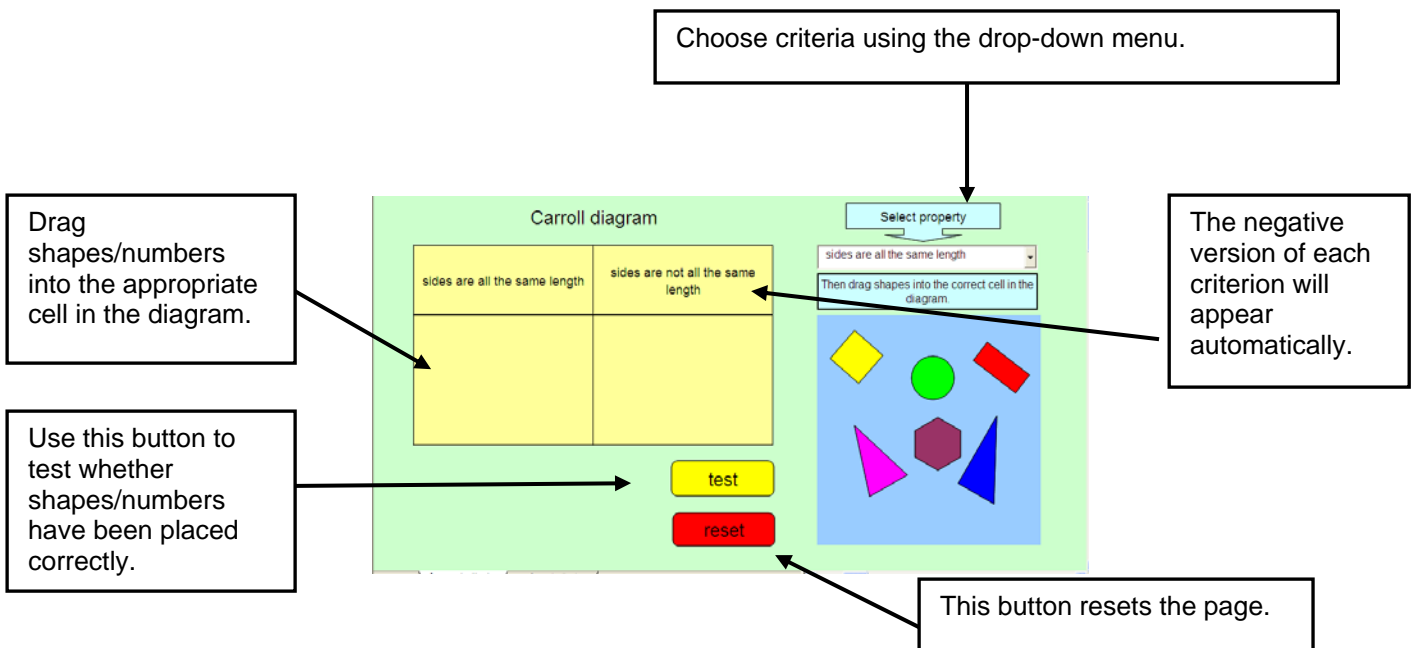 Choose criteria using the drop-down menu.
Drag
shapes/numbers
into the appropriate
cell in the diagram.
Carroll diagram
sides are all the same length
sides are not all the same
length
Select property
sides are all the same length
Then drag shapes into the correct cell in the
diagram.
The negative
version of each
criterion will
appear
automatically.
Use this button to
test whether
shapes/numbers
have been placed
correctly.
test
reset
This button resets the page.